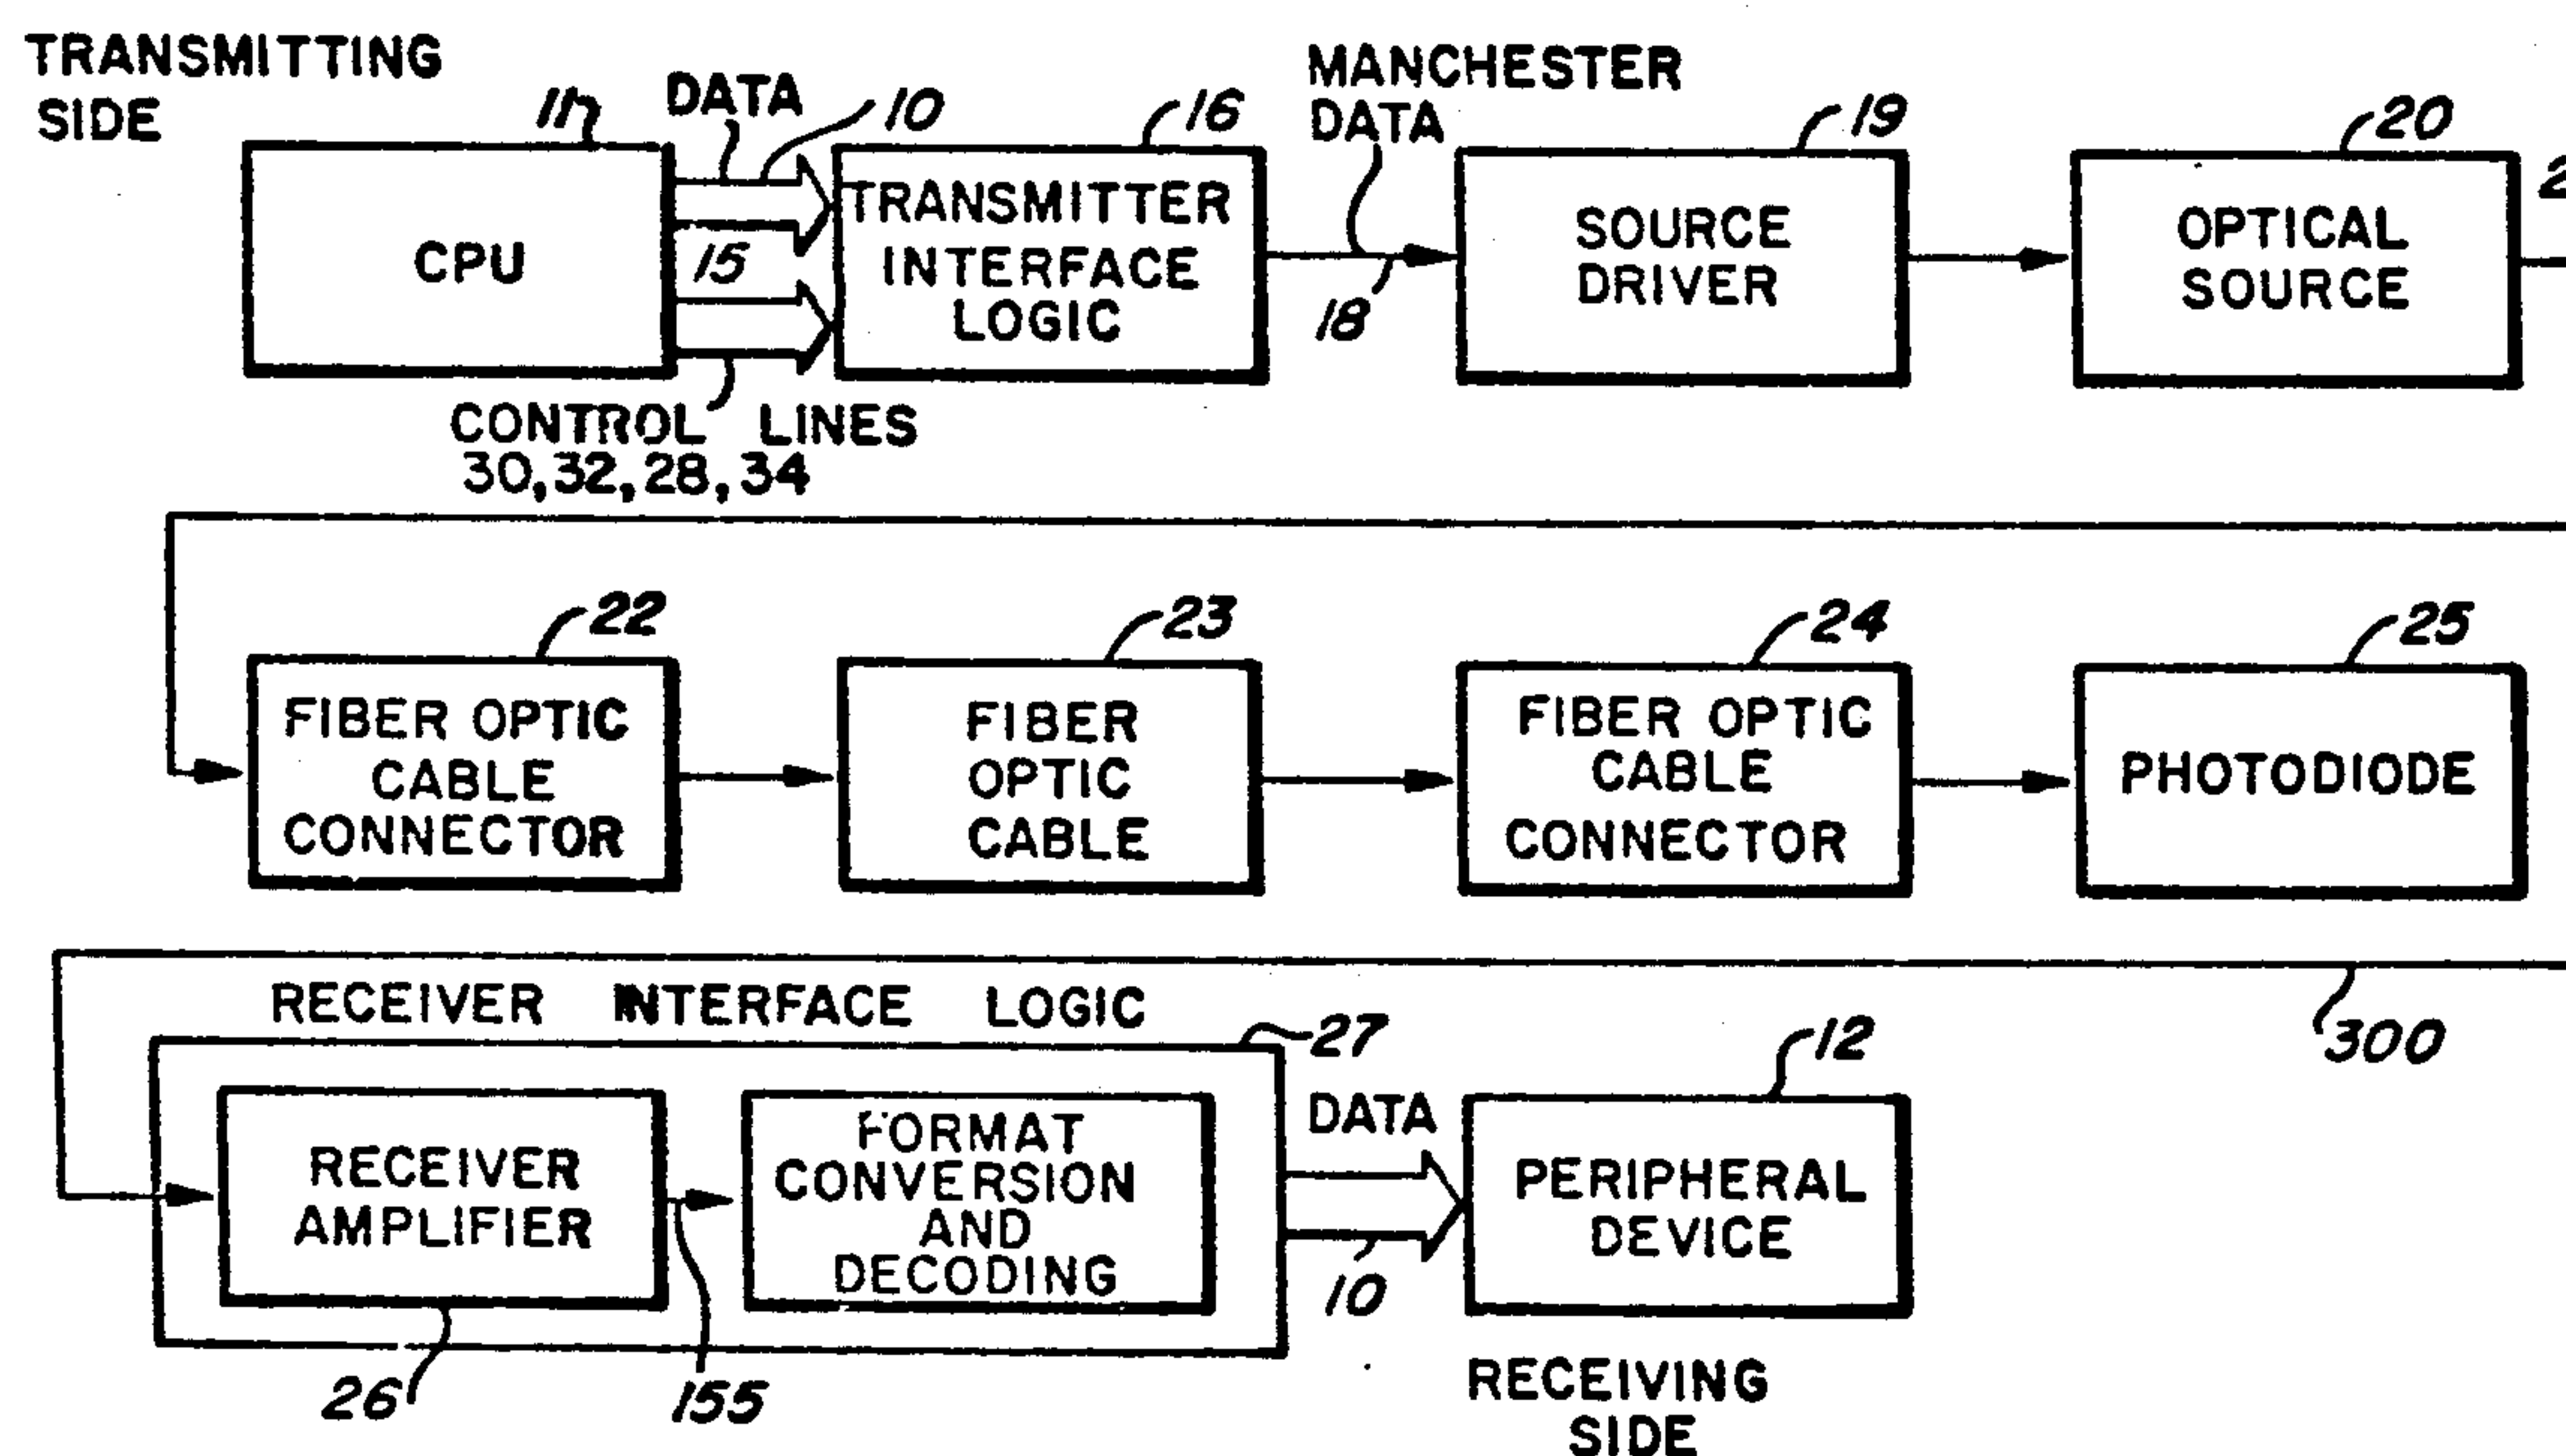 TRANSMITTING
SIDE
11
DATA
10
16
MANCHESTER
DATA
19
20
CPU
15
TRANSMITTER
INTERFACE
LOGIC
18
SOURCE
DRIVER
OPTICAL
SOURCE
CONTROL LINES
30, 32, 28, 34
22
23
24
25
FIBER OPTIC
CABLE
CONNECTOR
FIBER
OPTIC
CABLE
FIBER OPTIC
CABLE
CONNECTOR
PHOTODIODE
300
RECEIVER INTERFACE LOGIC
27
12
RECEIVER
AMPLIFIER
FORMAT
CONVERSION
AND
DECODING
DATA
10
PERIPHERAL
DEVICE
26
155
RECEIVING
SIDE